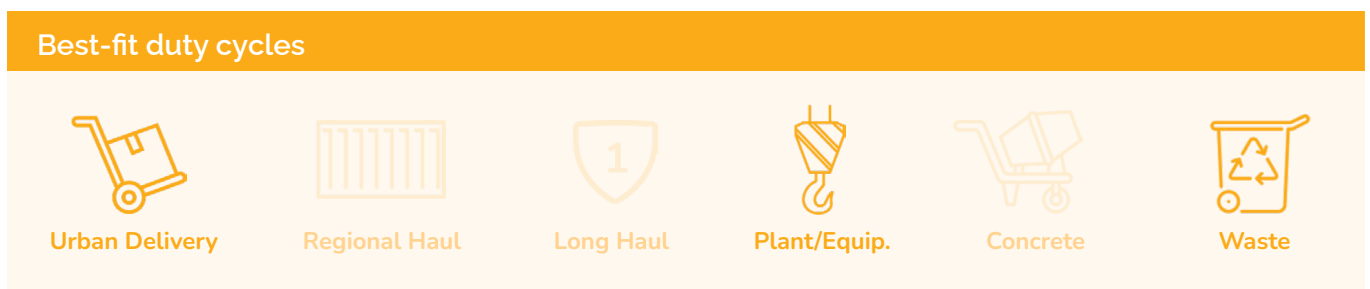 Best-fit duty cycles
1
Urban Delivery
Regional Haul
Long Haul
Plant/Equip.
Concrete
Waste